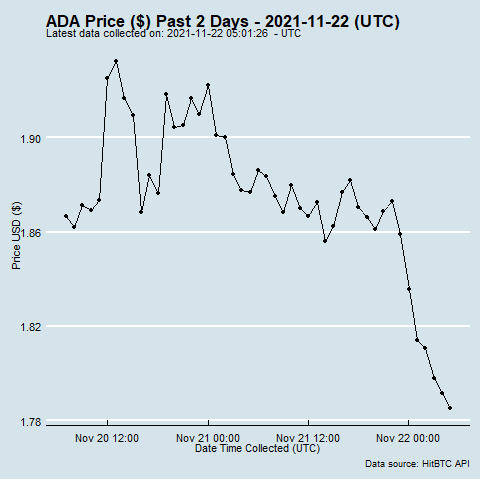 ADA Price ($) Past 2 Days - 2021-11-22 (UTC)
Latest data collected on: 2021-11-22 05:01:26 - UTC
1.90
1.86
1.82
1.78
Price USD ($)
Nov 20 12:00
Nov 21 00:00
Nov 21 12:00
Nov 22 00:00
Date Time Collected (UTC)
Data source: HitBTC API